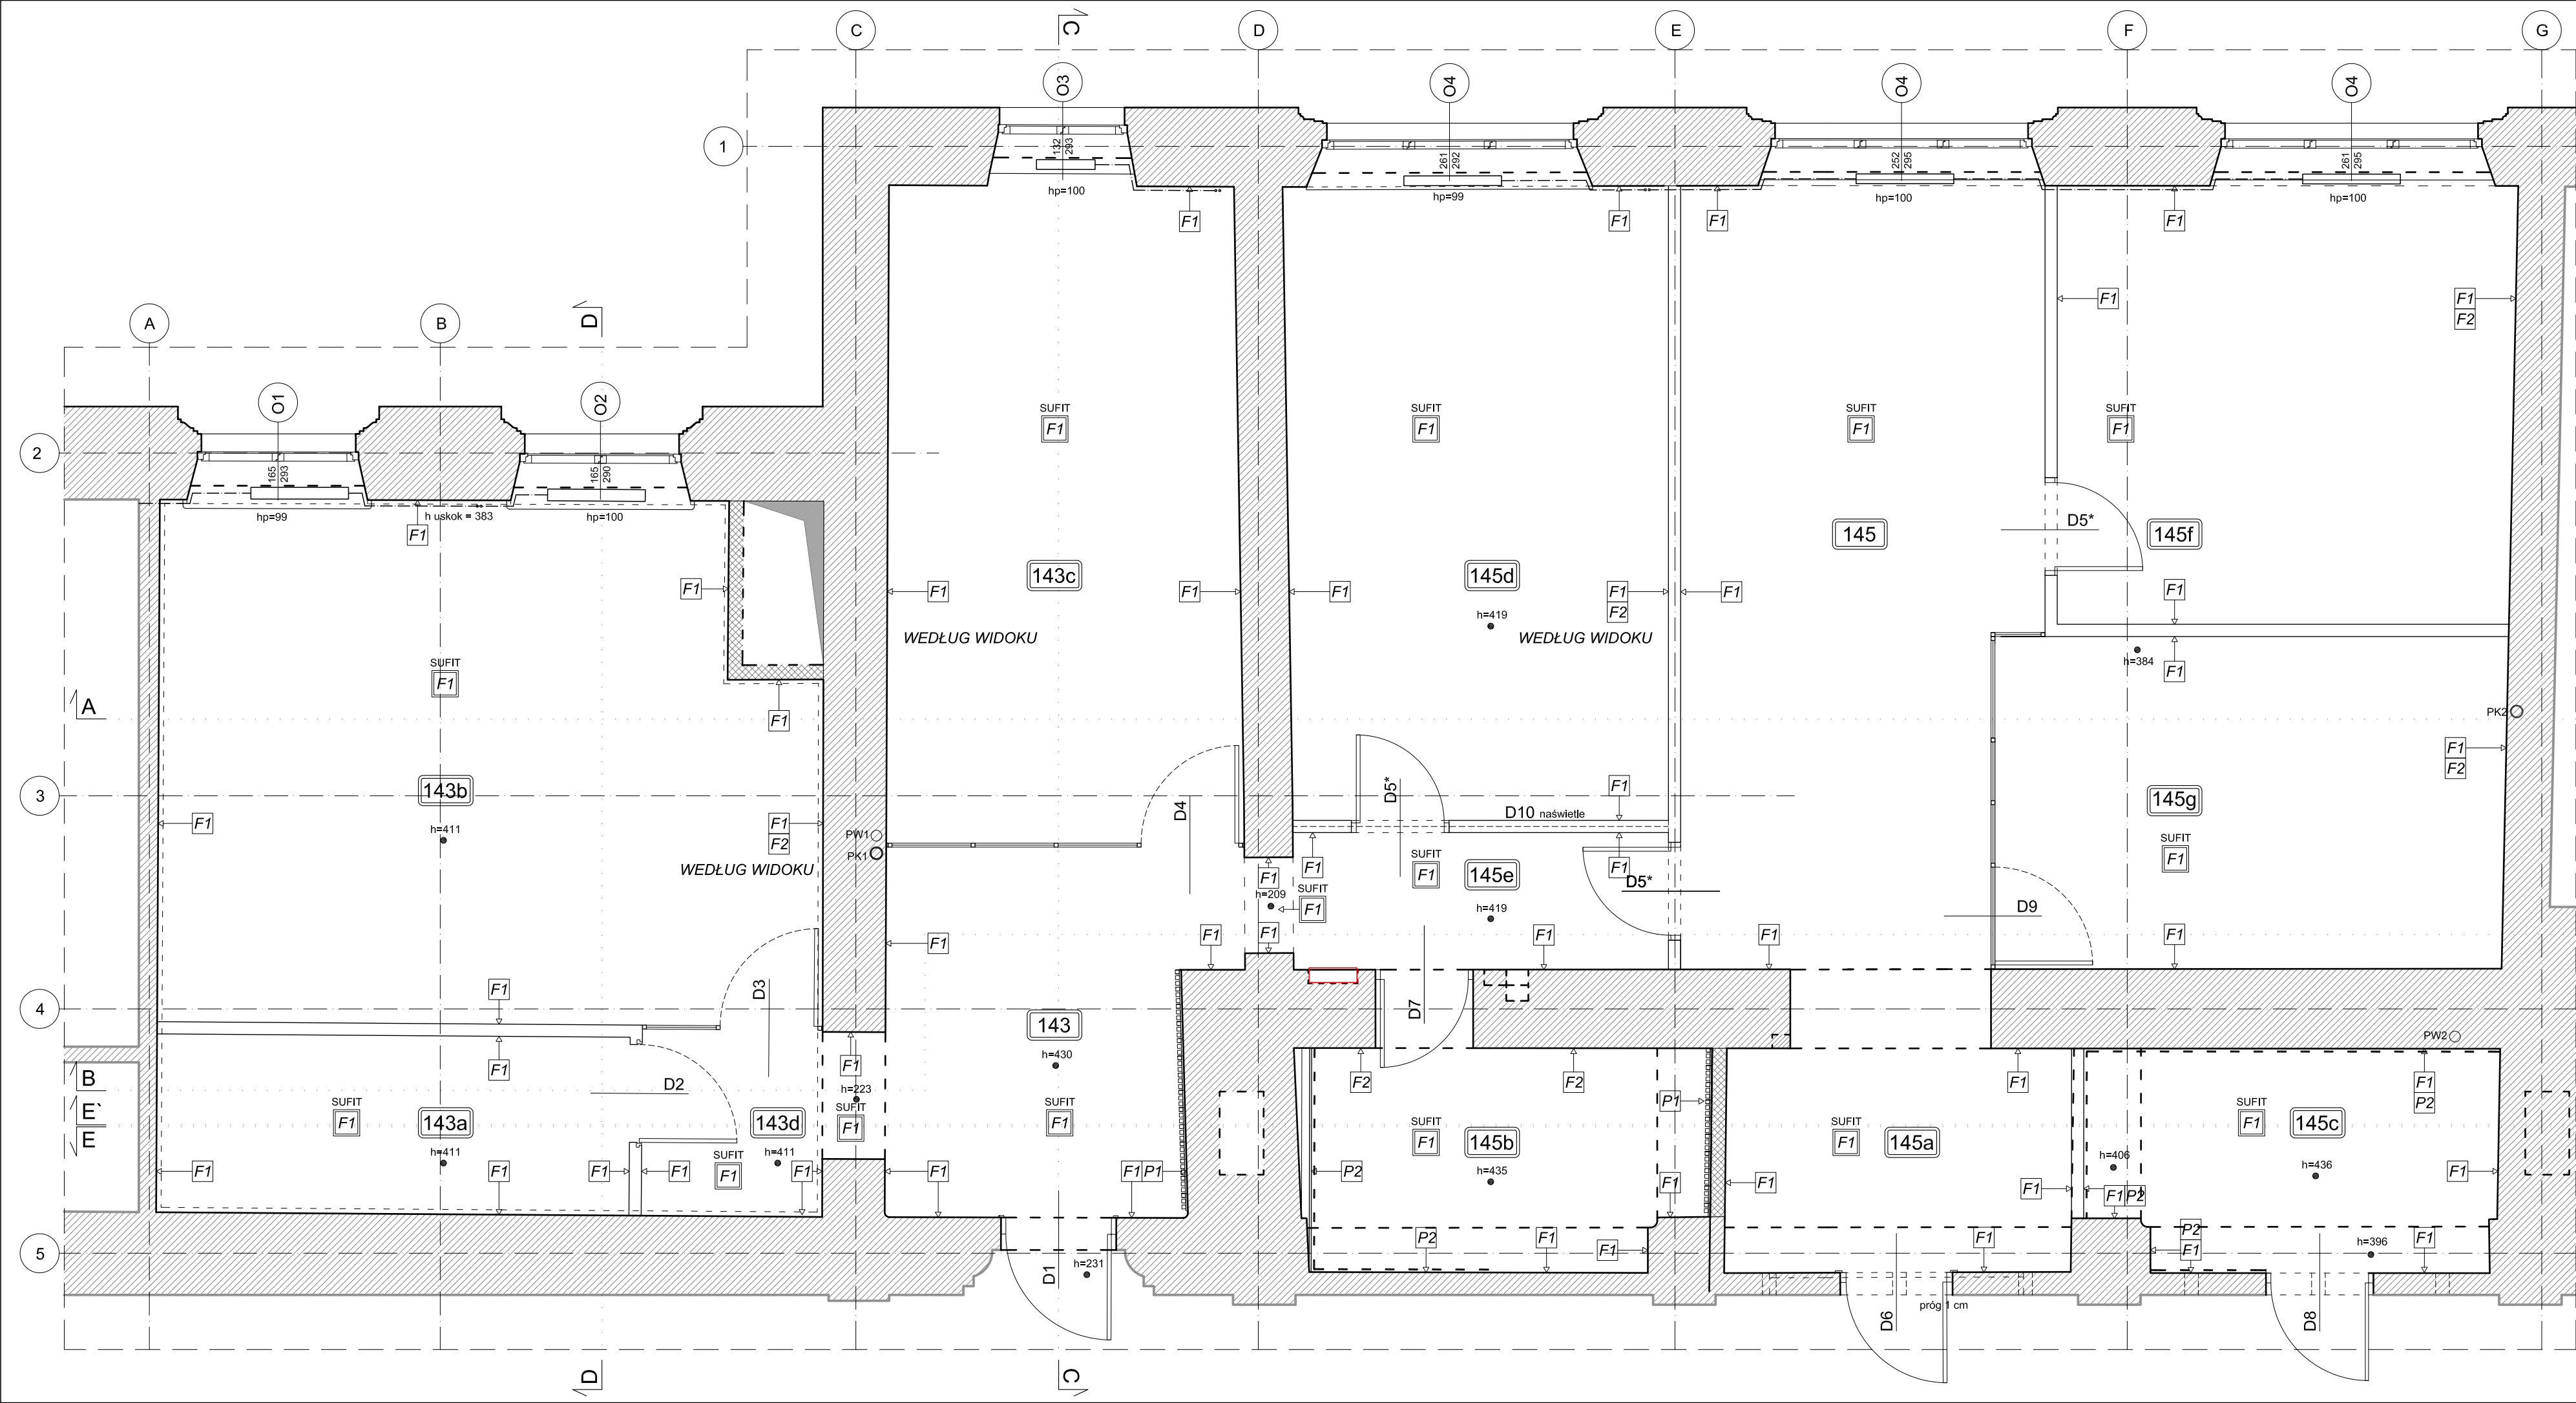 C
D
E
F
G
C
O3
O4
O4
O4
1
132
293
261
292
252
295
261
295
hp=100
hp=99
hp=100
hp=100
F1
F1
F1
F1
A
B
D
F1
F1
F2
O1
O2
SUFIT
F1
SUFIT
F1
SUFIT
F1
SUFIT
F1
2
165
293
165
290
hp=99
h uskok = 383
hp=100
F1
D5*
145
145f
143c
145d
F1
F1
F1
F1
F1
F2
F1
F1
h=419
WEDŁUG WIDOKU
WEDŁUG WIDOKU
SUFIT
F1
h=384
F1
A
F1
PK2
F1
F2
143b
3
D4
D5*
D10 naświetle
F1
145g
h=411
F1
F1
F2
PW1
PK1
WEDŁUG WIDOKU
SUFIT
F1
F1
F1
F1
h=209
SUFIT
F1
SUFIT
F1
145e
h=419
D5*
D9
F1
F1
F1
F1
F1
F1
F1
D3
F1
4
D7
143
h=430
PW2
F1
F1
h=223
SUFIT
F1
D2
B
E`
E
F2
F2
F1
F1
P2
P1
SUFIT
F1
143a
h=411
143d
h=411
SUFIT
F1
SUFIT
F1
SUFIT
F1
145b
h=435
SUFIT
F1
145a
SUFIT
F1
145c
h=436
h=406
F1
F1
F1
F1
F1
F1
F1
P1
P2
F1
F1
F1
F1
P2
F1
5
P2
F1
F1
F1
P2
F1
h=396
F1
D1
h=231
D6
próg 1 cm
D8
D
C